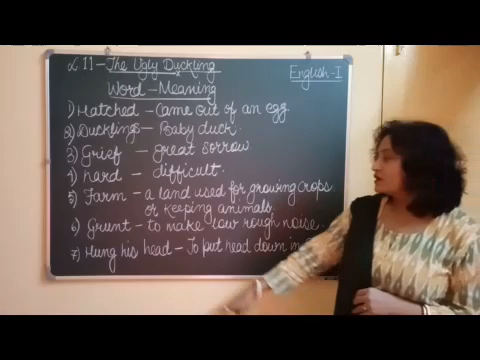 L 11 - The Ugly Duckling
English-I
Word - Meaning
1) Hatched - Came out of an egg.
2) Ducklings - Baby duck.
3) Grief - great sorrow
4) hard - difficult.
5) Farm - a land used for growing crops
or keeping animals.
6) Grunt - to make low rough noise.
7) Hung his head - To put head down in